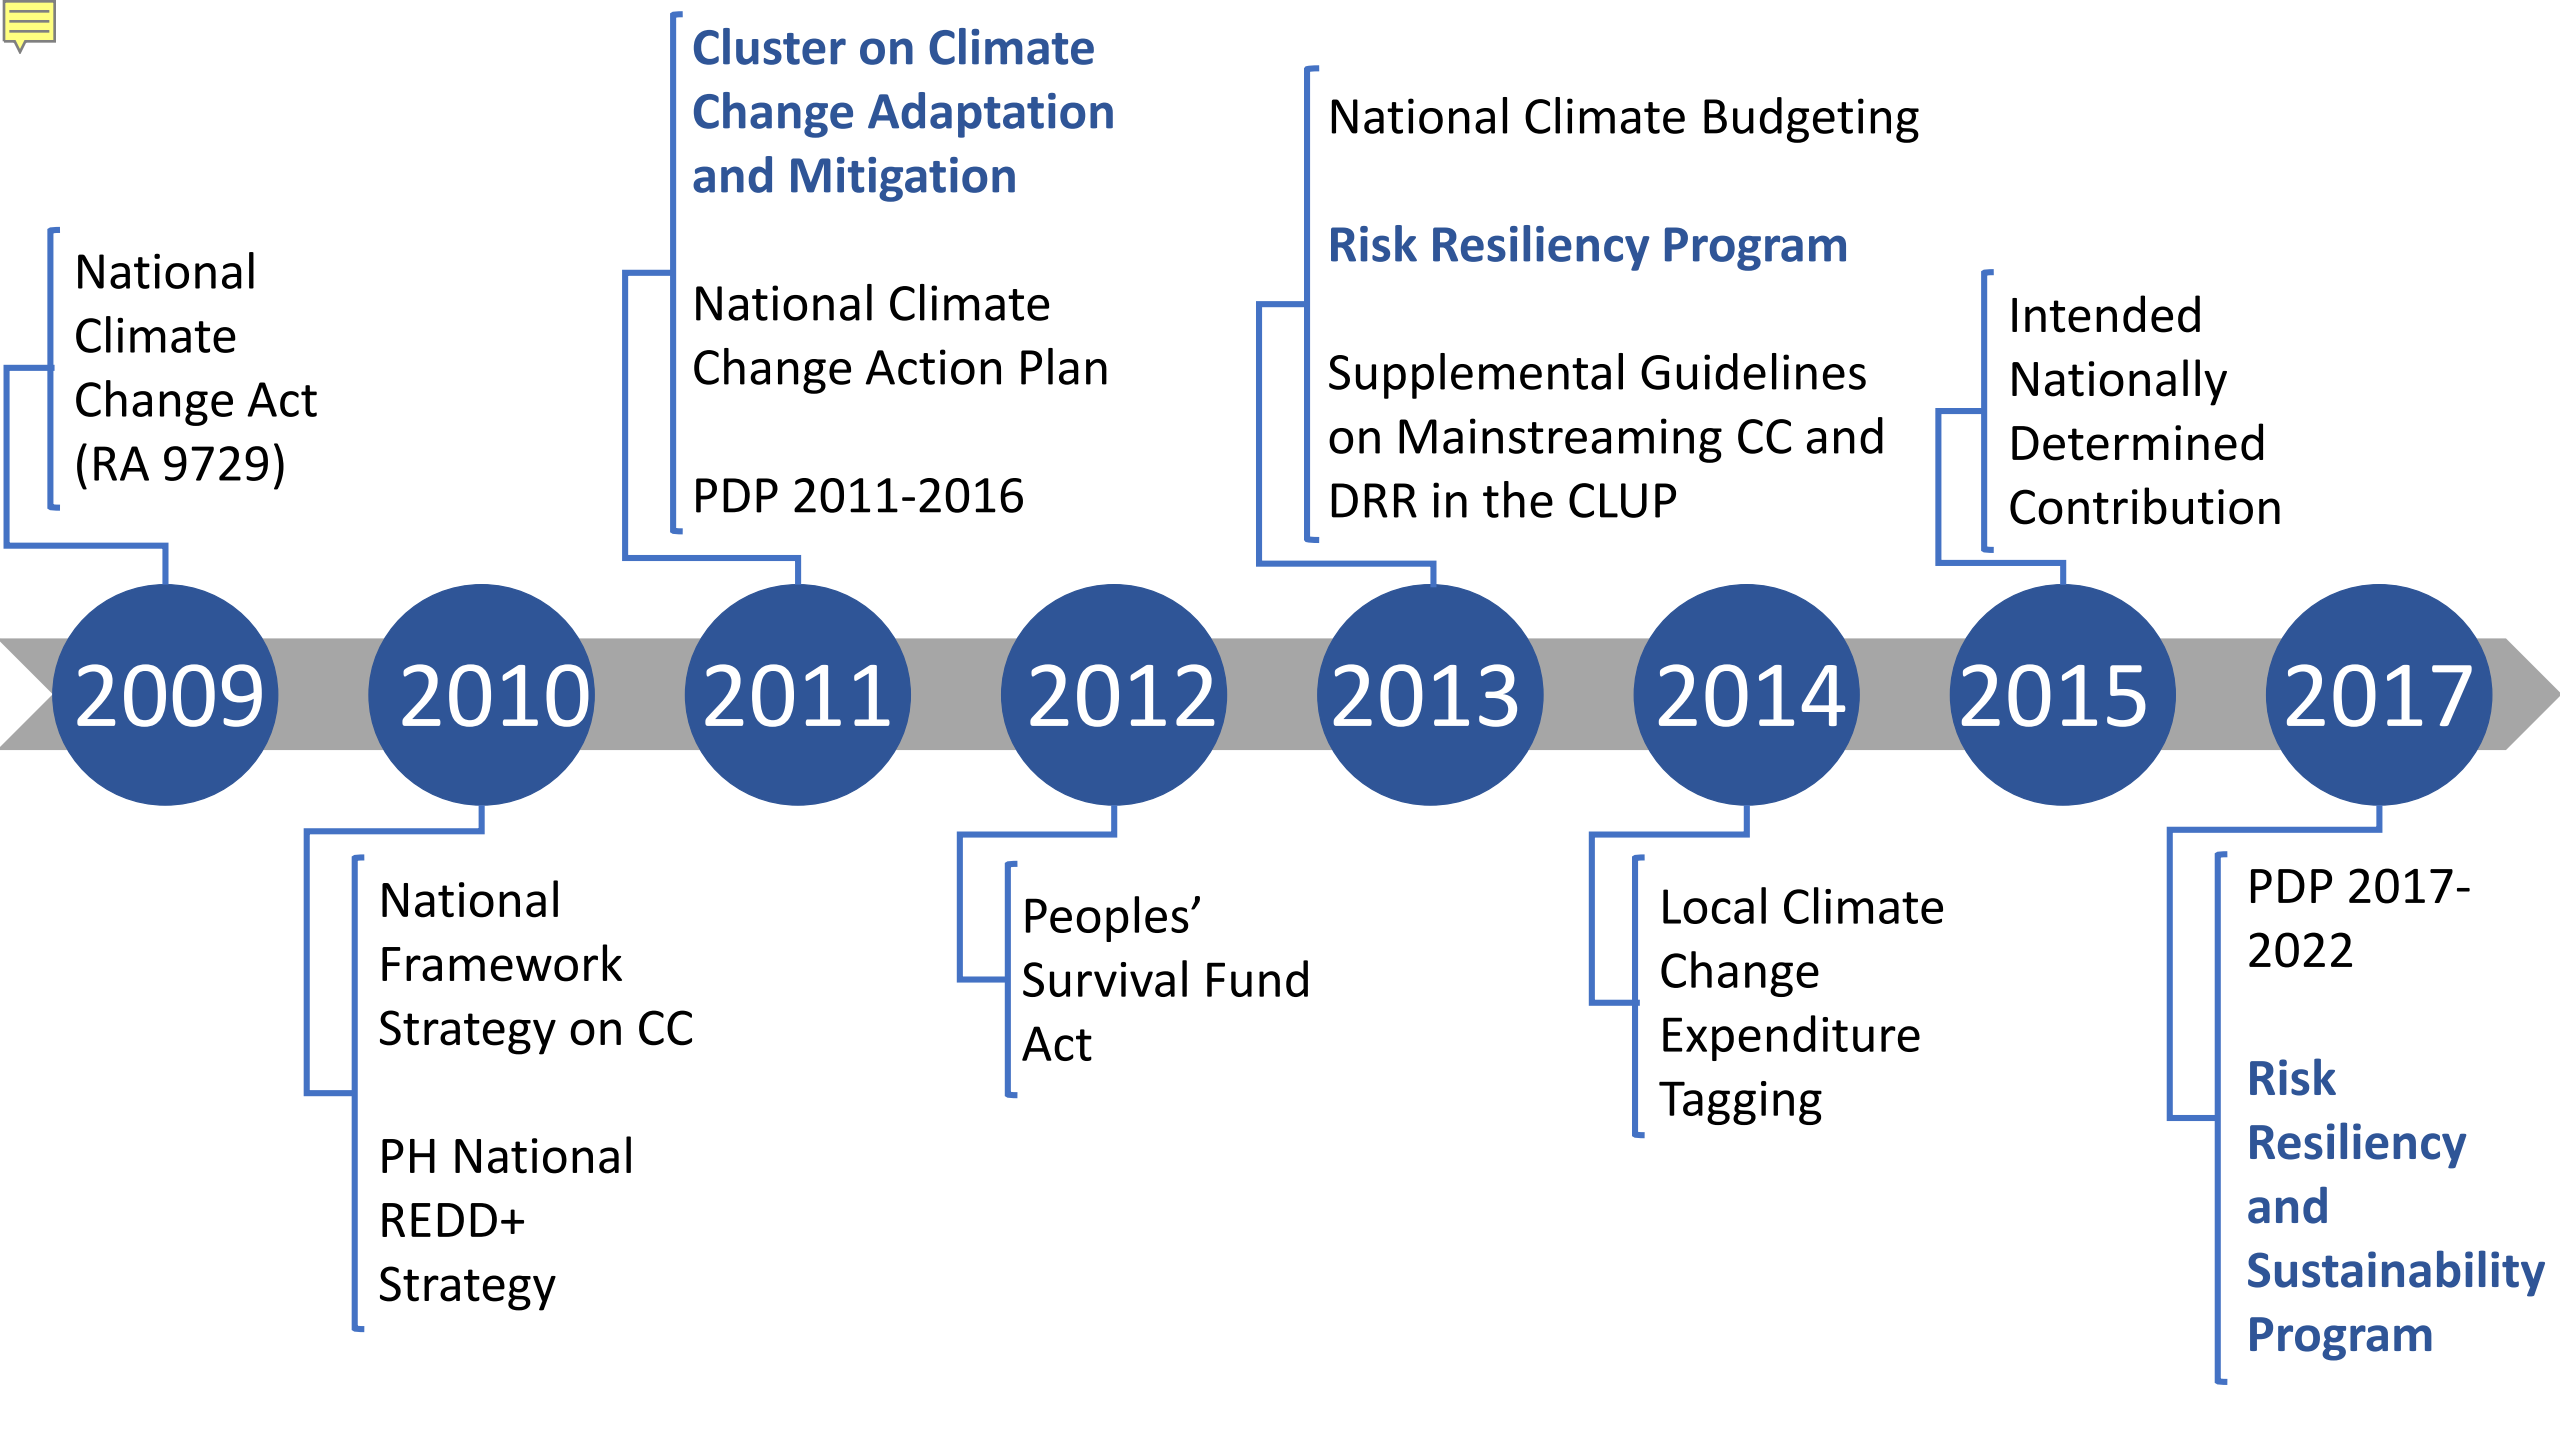 Cluster on Climate
Change Adaptation
and Mitigation
National Climate
Change Action Plan
PDP 2011-2016
National Climate Budgeting
Risk Resiliency Program
Supplemental Guidelines
on Mainstreaming CC and
DRR in the CLUP
National
Climate
Change Act
(RA 9729)
Intended
Nationally
Determined
Contribution
2009
2010
2011
2012
2013
2014
2015
2017
National
Framework
Strategy on CC
PH National
REDD+
Strategy
Peoples’
Survival Fund
Act
Local Climate
Change
Expenditure
Tagging
PDP 2017-
2022
Risk
Resiliency
and
Sustainability
Program